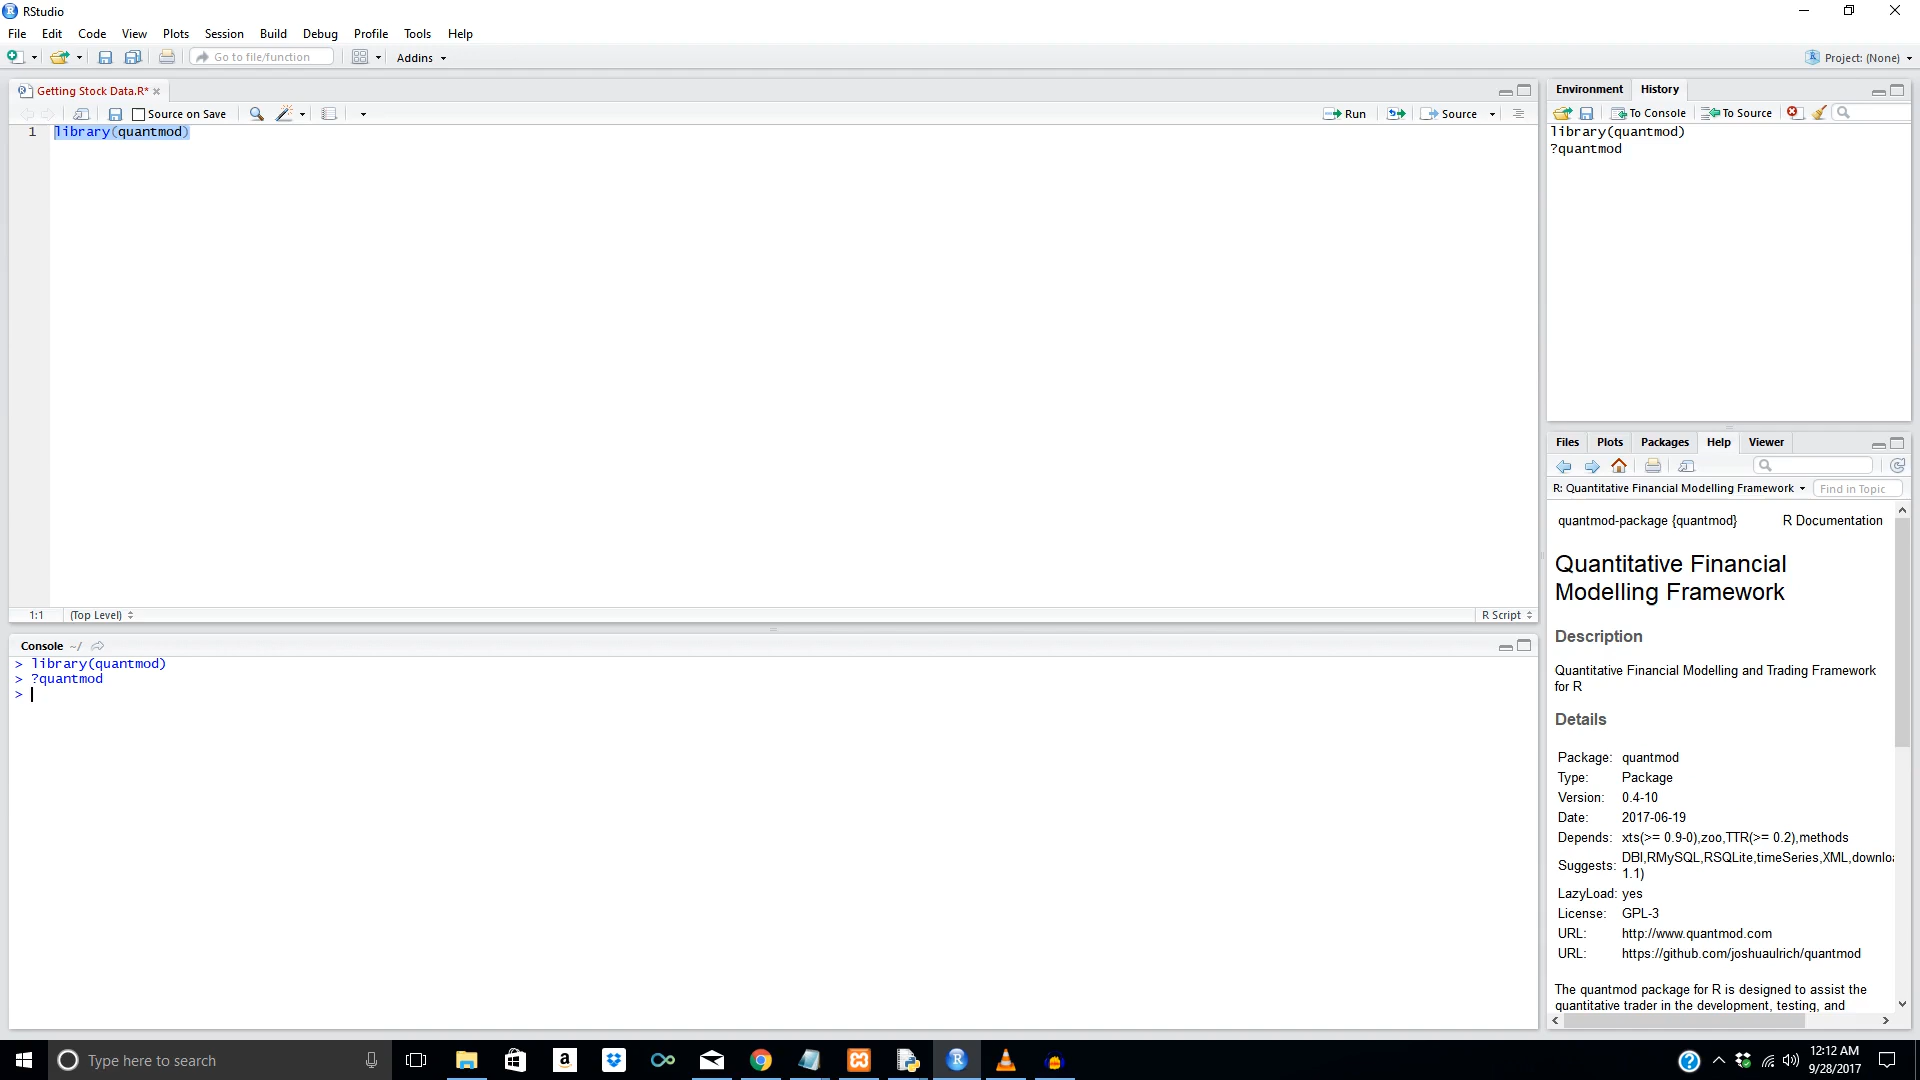 RStudio
File Edit Code View Plots Session Build Debug Profile Tools Help
Go to file/function Addins Project: (None)
Getting Stock Data.R*
Source on Save Run Source
1 library(quantmod)
1:1 (Top Level) R Script
Console ~/
> library(quantmod)
> ?quantmod
>
Environment History
To Console To Source
library(quantmod)
?quantmod
Files Plots Packages Help Viewer
R: Quantitative Financial Modelling Framework Find in Topic
quantmod-package {quantmod} R Documentation
Quantitative Financial
Modelling Framework
Description
Quantitative Financial Modelling and Trading Framework
for R
Details
Package: quantmod
Type: Package
Version: 0.4-10
Date: 2017-06-19
Depends: xts(>= 0.9-0),zoo,TTR(>= 0.2),methods
Suggests: DBI,RMySQL,RSQLite,timeSeries,XML,downloa
1.1)
LazyLoad: yes
License: GPL-3
URL: http://www.quantmod.com
URL: https://github.com/joshuaulrich/quantmod
The quantmod package for R is designed to assist the
quantitative trader in the development, testing, and
Type here to search
12:12 AM
9/28/2017